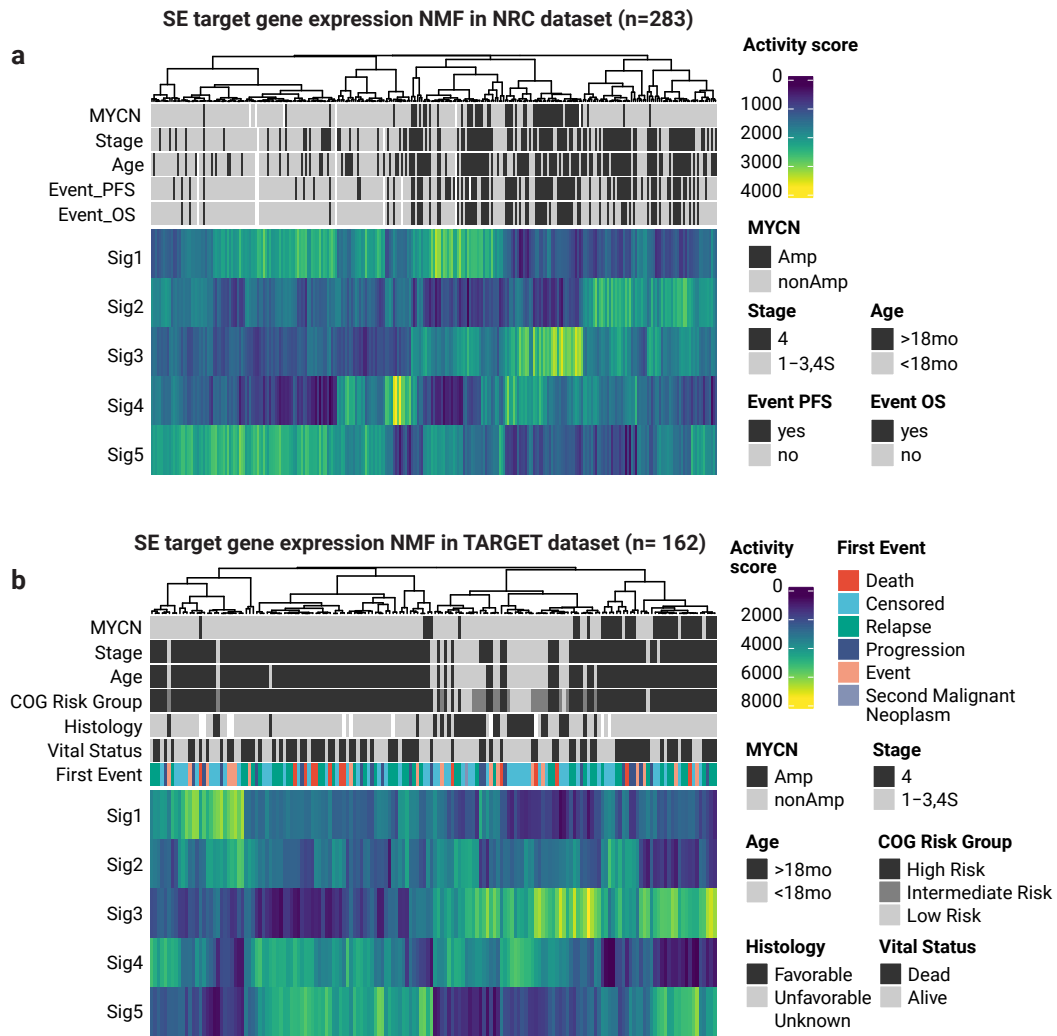 SE target gene expression NMF in NRC dataset (n=283)
a
MYCN
Stage
Age
Event_PFS
Event_OS
Sig1
Sig2
Sig3
Sig4
Sig5
Activity score
0
1000
2000
3000
4000
MYCN
Amp
nonAmp
Stage
4
1−3,4S
Age
>18mo
<18mo
Event PFS
yes
no
Event OS
yes
no
SE target gene expression NMF in TARGET dataset (n= 162)
b
MYCN
Stage
Age
COG Risk Group
Histology
Vital Status
First Event
Sig1
Sig2
Sig3
Sig4
Sig5
Activity
score
0
2000
4000
6000
8000
First Event
Death
Censored
Relapse
Progression
Event
Second Malignant
Neoplasm
MYCN
Amp
nonAmp
Stage
4
1−3,4S
Age
>18mo
<18mo
COG Risk Group
High Risk
Intermediate Risk
Low Risk
Histology
Favorable
Unfavorable
Unknown
Vital Status
Dead
Alive